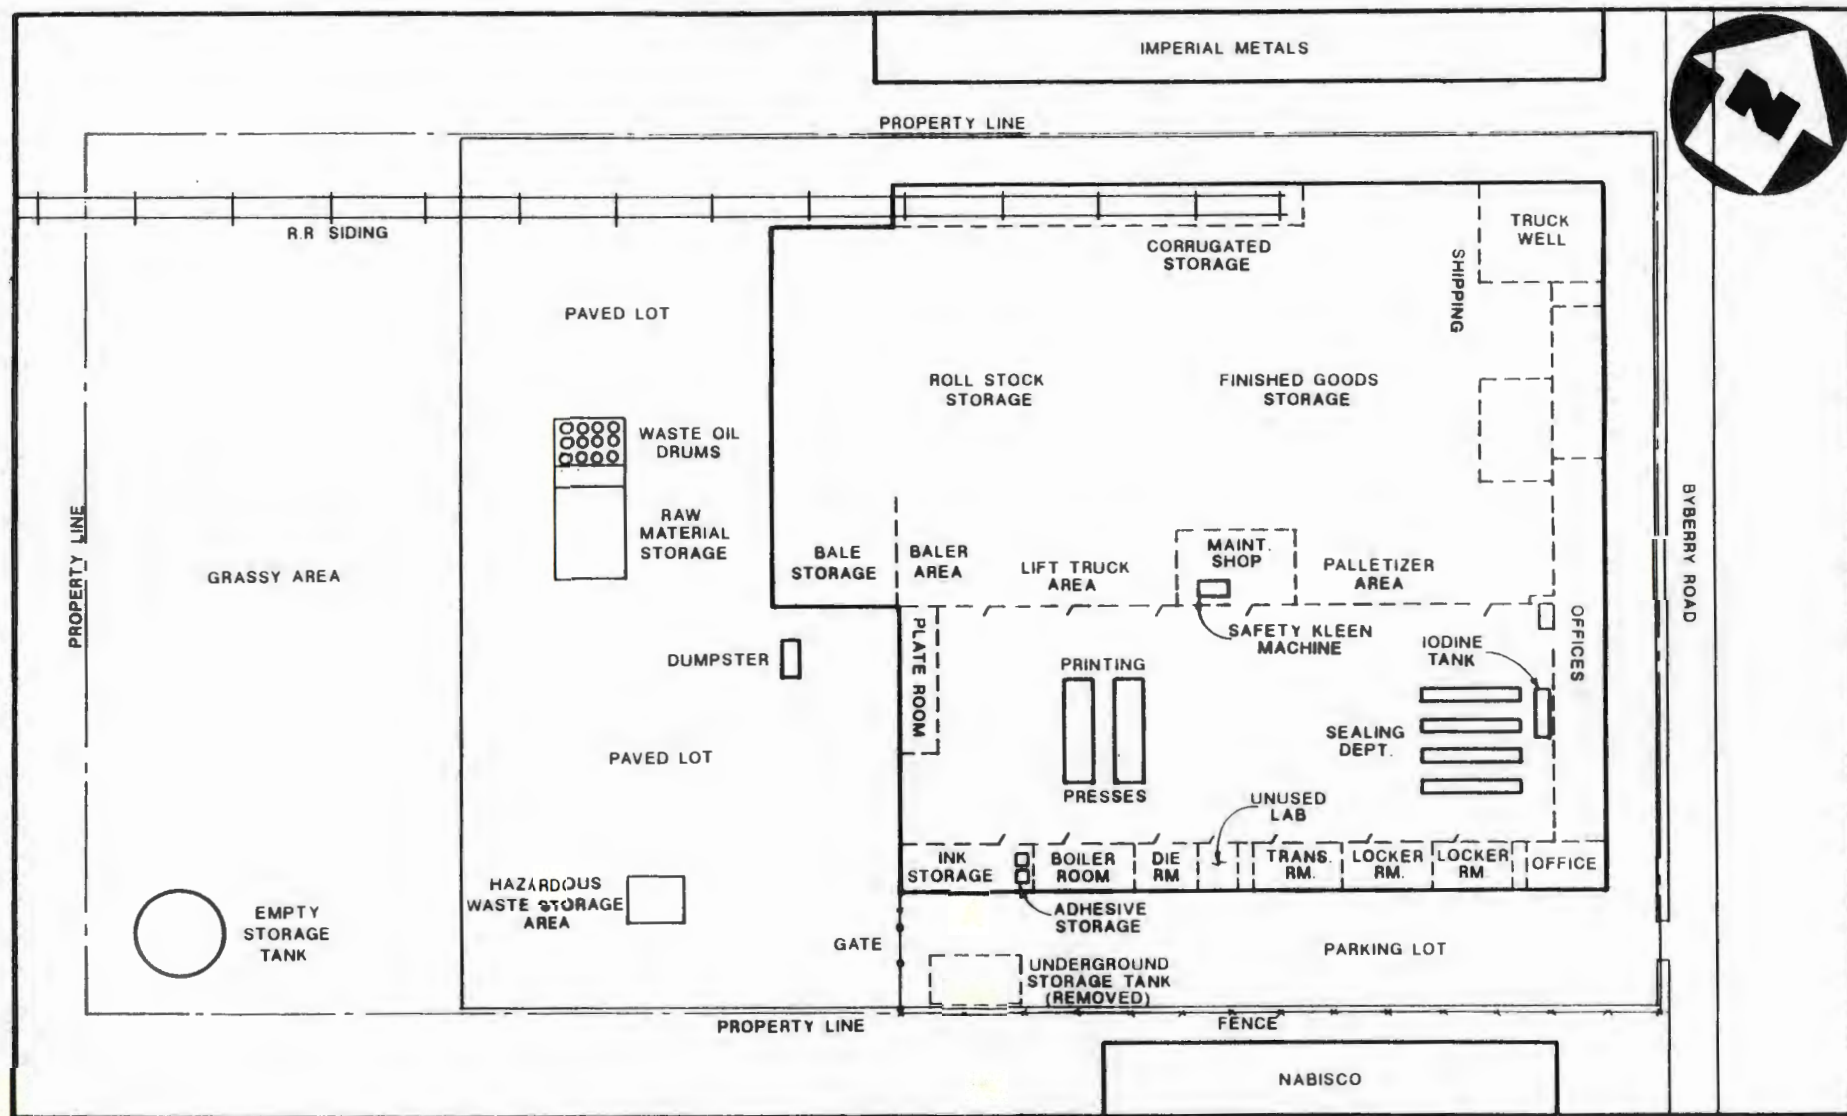 IMPERIAL METALS
N
PROPERTY LINE
R.R SIDING
TRUCK
WELL
CORRUGATED
STORAGE
SHIPPING
PAVED LOT
ROLL STOCK
STORAGE
FINISHED GOODS
STORAGE
WASTE OIL
DRUMS
RAW
MATERIAL
STORAGE
PROPERTY LINE
GRASSY AREA
BALE
STORAGE
BALER
AREA
LIFT TRUCK
AREA
MAINT.
SHOP
PALLETIZER
AREA
BYBERRY ROAD
OFFICES
PLATE ROOM
SAFETY KLEEN
MACHINE
IODINE
TANK
DUMPSTER
PRINTING
PRESSES
SEALING
DEPT.
PAVED LOT
UNUSED
LAB
INK
STORAGE
BOILER
ROOM
DIE
RM
TRANS.
RM.
LOCKER
RM.
LOCKER
RM.
OFFICE
HAZARDOUS
WASTE STORAGE
AREA
EMPTY
STORAGE
TANK
ADHESIVE
STORAGE
GATE
PARKING LOT
UNDERGROUND
STORAGE TANK
(REMOVED)
PROPERTY LINE
FENCE
NABISCO